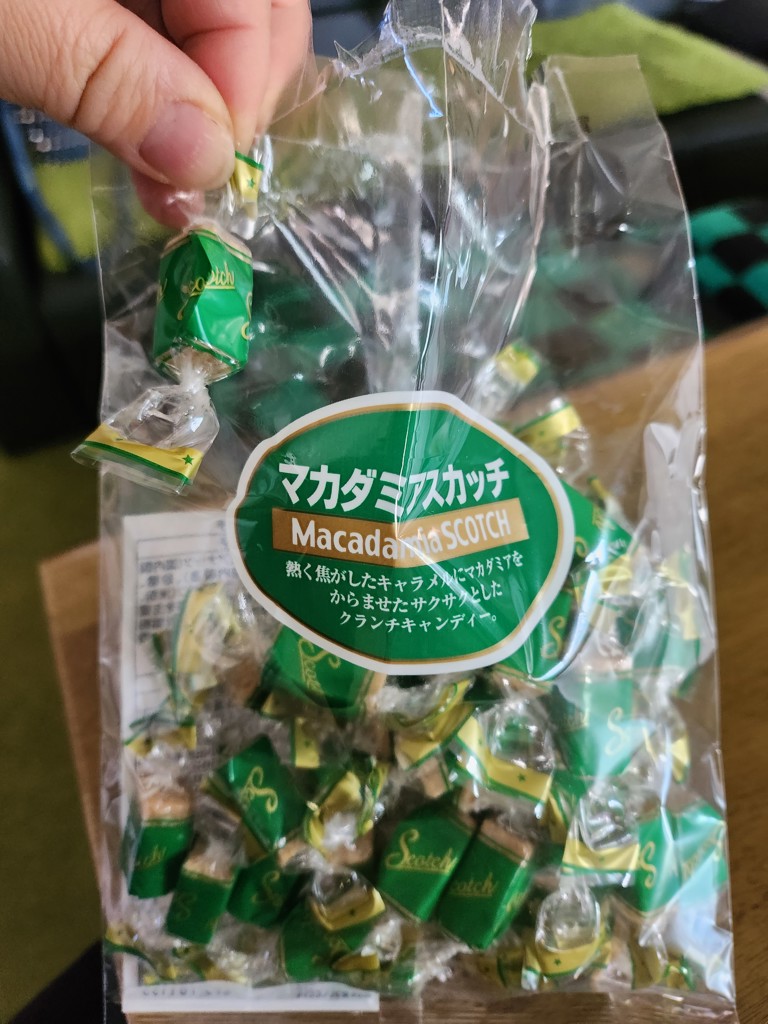 Scotch
マカダミアスカッチ
Macadamia SCOTCH
熱く焦がしたキャラメルにマカダミアを
からませたサクサクとした
クランチキャンディー。
Scotch
Scotch
Scotch